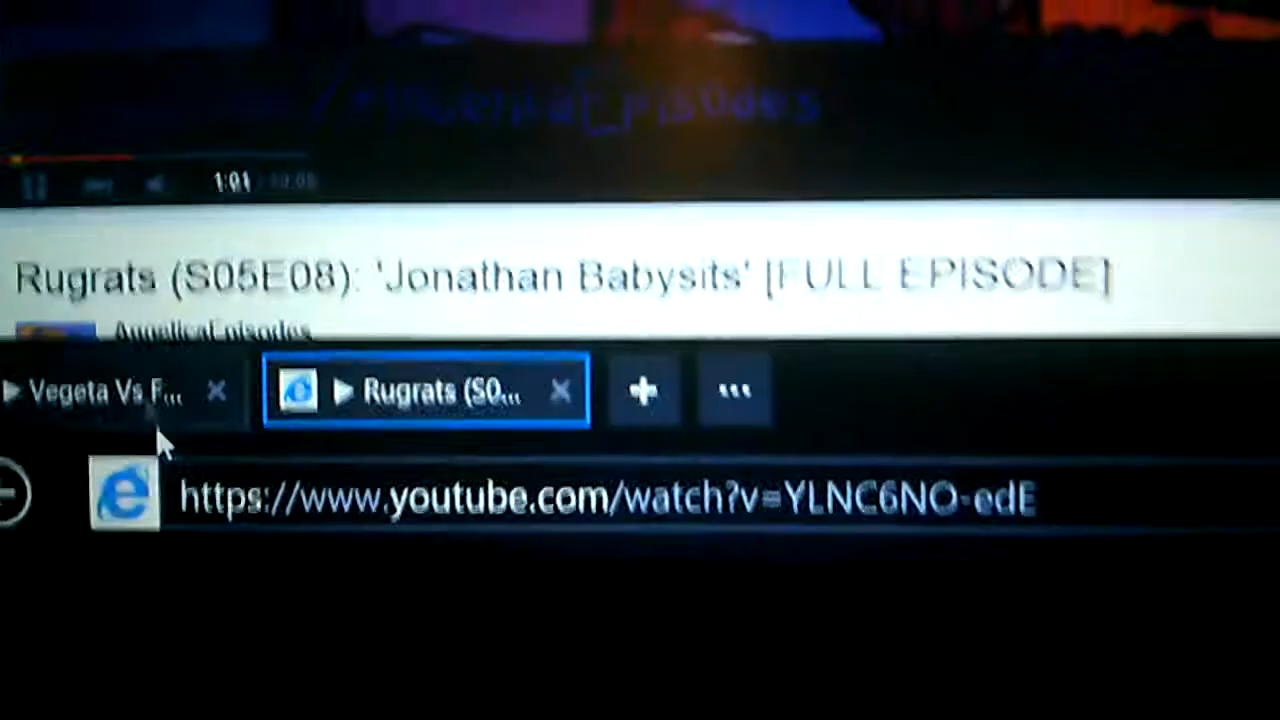 1:01
Rugrats (S05E08): 'Jonathan Babysits' [FULL EPISODE]
AngelicaEpisodes
Vegeta Vs F...
Rugrats (S0...
https://www.youtube.com/watch?v=YLNC6NO-edE